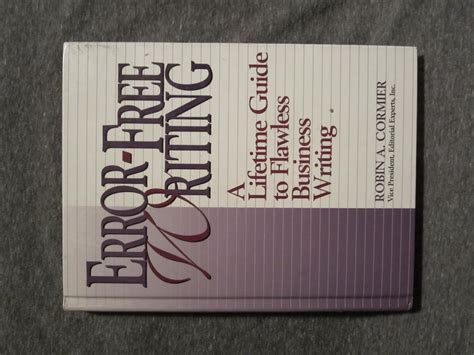 ERROR-FREE
WRITING
A
Lifetime Guide
to Flawless
Business
Writing
ROBIN A. CORMIER
Vice President, Editorial Experts, Inc.